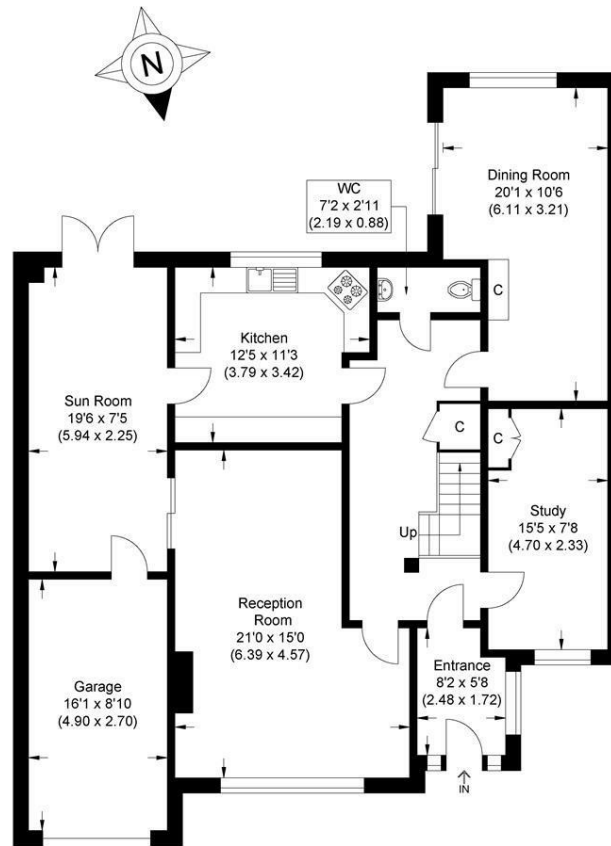 N
WC
7'2 x 2'11
(2.19 x 0.88)
Dining Room
20'1 x 10'6
(6.11 x 3.21)
C
Kitchen
12'5 x 11'3
(3.79 x 3.42)
Sun Room
19'6 x 7'5
(5.94 x 2.25)
C
C
Study
15'5 x 7'8
(4.70 x 2.33)
Up
Reception
Room
21'0 x 15'0
(6.39 x 4.57)
Entrance
8'2 x 5'8
(2.48 x 1.72)
Garage
16'1 x 8'10
(4.90 x 2.70)
IN